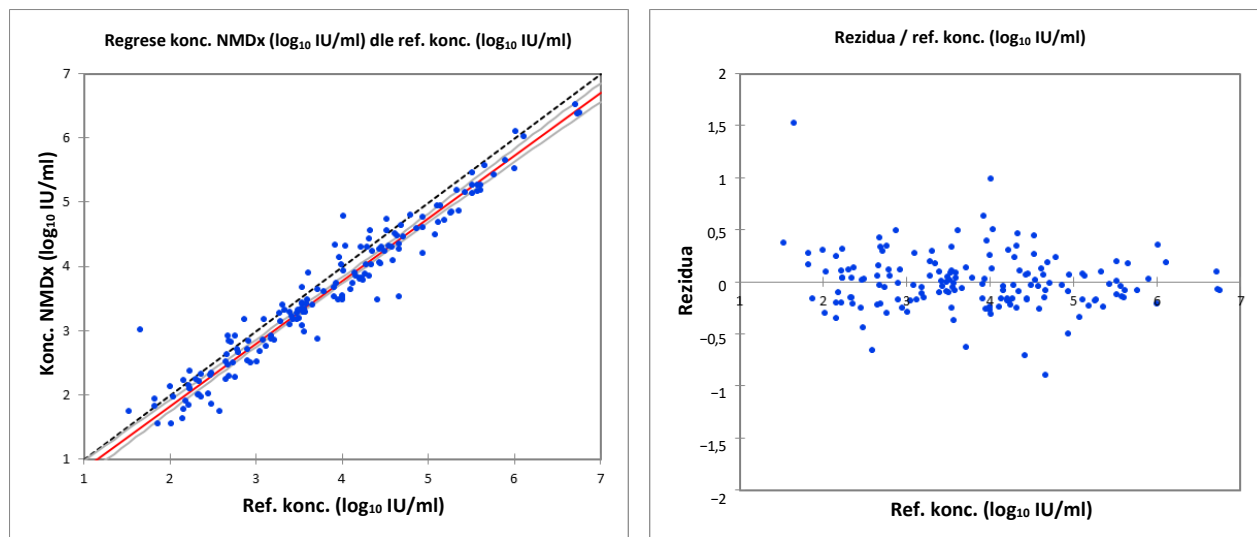 Regrese konc. NMDx (log₁₀ IU/ml) dle ref. konc. (log₁₀ IU/ml)
7
6
5
4
3
2
1
Konc. NMDx (log₁₀ IU/ml)
1 2 3 4 5 6 7
Ref. konc. (log₁₀ IU/ml)
Rezidua / ref. konc. (log₁₀ IU/ml)
2
1,5
1
0,5
0
−0,5
−1
−1,5
−2
Rezidua
1 2 3 4 5 6 7
Ref. konc. (log₁₀ IU/ml)